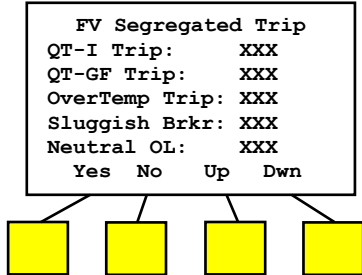 FV Segregated Trip
QT-I Trip: XXX
QT-GF Trip: XXX
OverTemp Trip: XXX
Sluggish Brkr: XXX
Neutral OL: XXX
Yes No Up Dwn